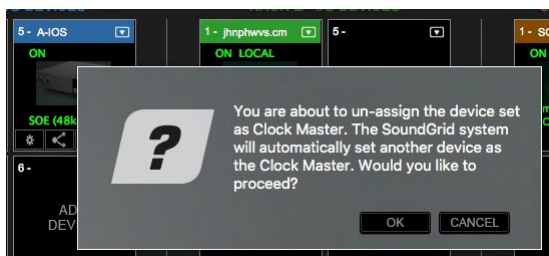 5 - A-IOS
1 - jhnphwvs.cm
5 -
1 - SO
ON
ON LOCAL
ON
SOE (48k
6 -
AD
DEV
You are about to un-assign the device set
as Clock Master. The SoundGrid system
will automatically set another device as
the Clock Master. Would you like to
proceed?
OK
CANCEL